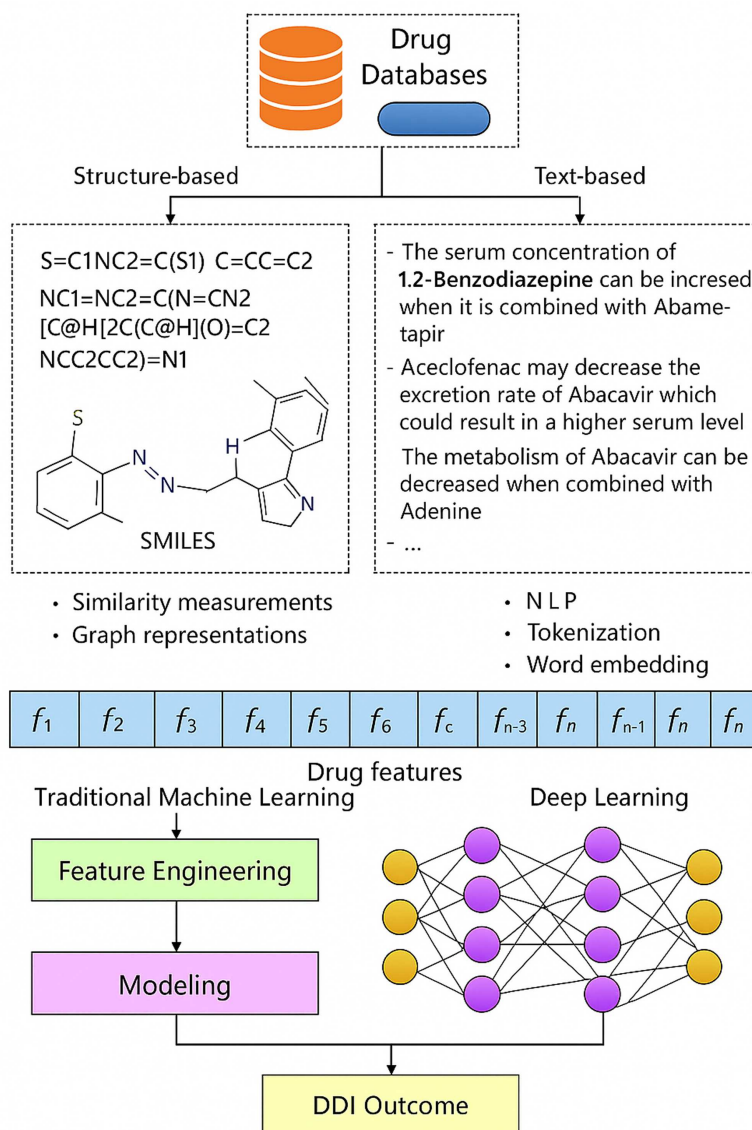 Drug
Databases
Structure-based
Text-based
S=C1NC2=C(S1) C=CC=C2
NC1=NC2=C(N=CN2
[C@H[2C(C@H](O)=C2
NCC2CC2)=N1
S
N
N
H
N
SMILES
- The serum concentration of
1.2-Benzodiazepine can be incresed
when it is combined with Abame-
tapir
- Aceclofenac may decrease the
excretion rate of Abacavir which
could result in a higher serum level
The metabolism of Abacavir can be
decreased when combined with
Adenine
- ...
• Similarity measurements
• Graph representations
• NLP
• Tokenization
• Word embedding
f1 f2 f3 f4 f5 f6 fc fn-3 fn fn-1 fn fn
Drug features
Traditional Machine Learning
Deep Learning
Feature Engineering
Modeling
DDI Outcome